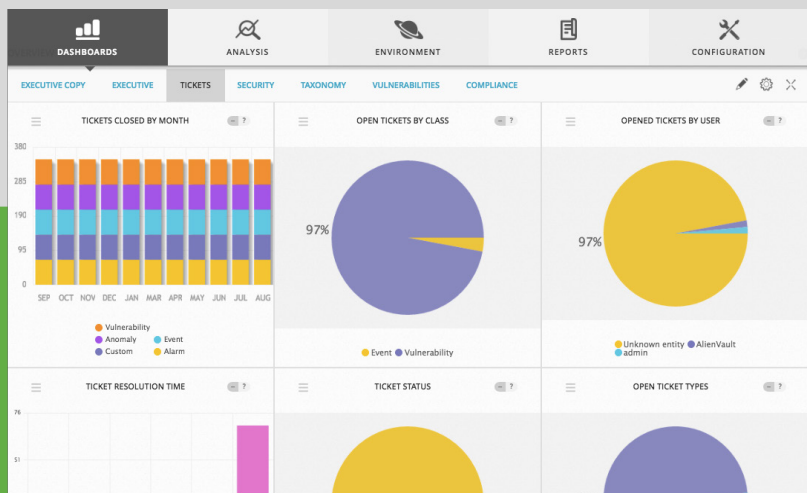 DASHBOARDS
ANALYSIS
ENVIRONMENT
REPORTS
CONFIGURATION
EXECUTIVE COPY
EXECUTIVE
TICKETS
SECURITY
TAXONOMY
VULNERABILITIES
COMPLIANCE
TICKETS CLOSED BY MONTH
?
380
285
190
95
0
SEP OCT NOV DEC JAN MAR APR MAY JUN JUL AUG
Vulnerability
Anomaly Event
Custom Alarm
OPEN TICKETS BY CLASS
?
97%
Event Vulnerability
OPENED TICKETS BY USER
?
97%
Unknown entity AlienVault
admin
TICKET RESOLUTION TIME
?
76
51
TICKET STATUS
?
OPEN TICKET TYPES
?